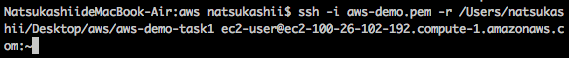 NatsukashiideMacBook-Air:aws natsukashii$ ssh -i aws-demo.pem -r /Users/natsukas
hii/Desktop/aws/aws-demo-task1 ec2-user@ec2-100-26-102-192.compute-1.amazonaws.c
om:~